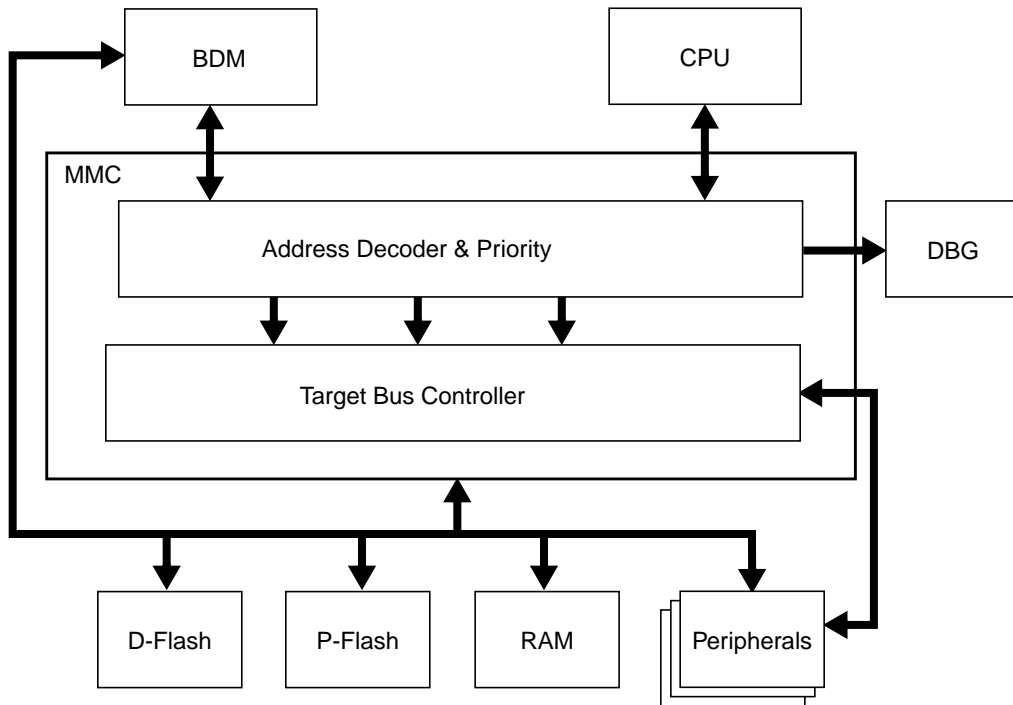 BDM
CPU
MMC
Address Decoder & Priority
DBG
Target Bus Controller
D-Flash
P-Flash
RAM
Peripherals